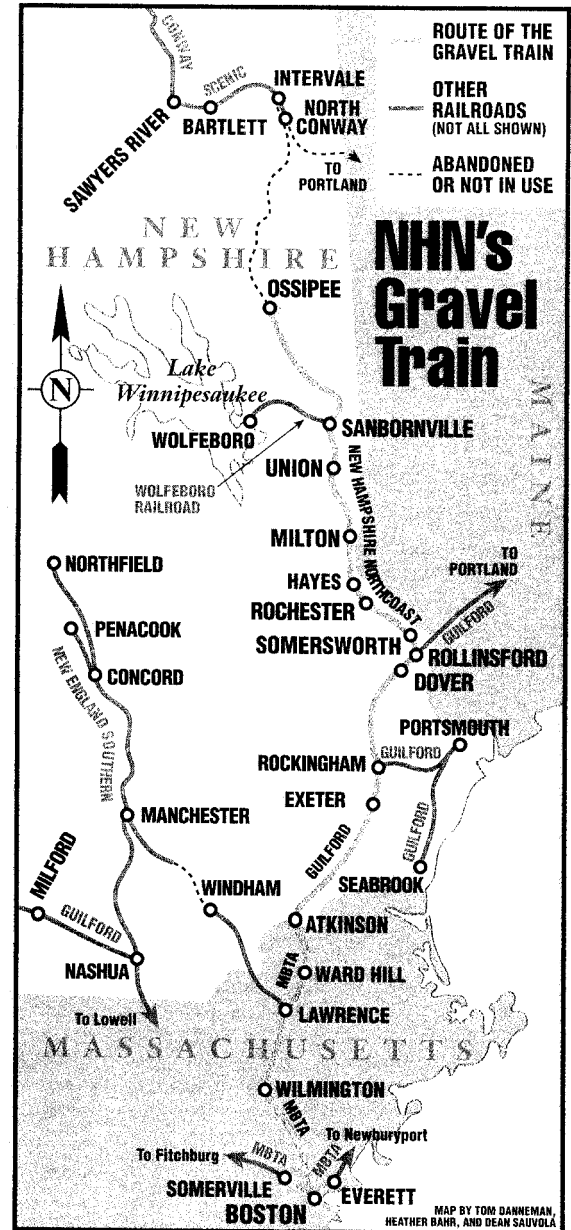 ROUTE OF THE
GRAVEL TRAIN
OTHER
RAILROADS
(NOT ALL SHOWN)
ABANDONED
OR NOT IN USE
CONWAY
SCENIC
INTERVALE
NORTH
CONWAY
BARTLETT
SAWYERS RIVER
TO
PORTLAND
NEW
HAMPSHIRE
NHN's
Gravel
Train
OSSIPEE
N
Lake
Winnipesaukee
WOLFEBORO
SANBORNVILLE
WOLFEBORO
RAILROAD
UNION
NEW HAMPSHIRE NORTHCOAST
MAINE
MILTON
NORTHFIELD
TO
PORTLAND
HAYES
ROCHESTER
PENACOOK
SOMERSWORTH
GUILFORD
ROLLINSFORD
DOVER
CONCORD
NEW ENGLAND SOUTHERN
PORTSMOUTH
ROCKINGHAM
GUILFORD
EXETER
MANCHESTER
GUILFORD
GUILFORD
SEABROOK
MILFORD
GUILFORD
WINDHAM
ATKINSON
NASHUA
MBTA
WARD HILL
To Lowell
LAWRENCE
MASSACHUSETTS
WILMINGTON
MBTA
To Newburyport
To Fitchburg
MBTA
MBTA
SOMERVILLE
EVERETT
BOSTON
MAP BY TOM DANNEMAN,
HEATHER BAHR, AND DEAN SAUVOLA